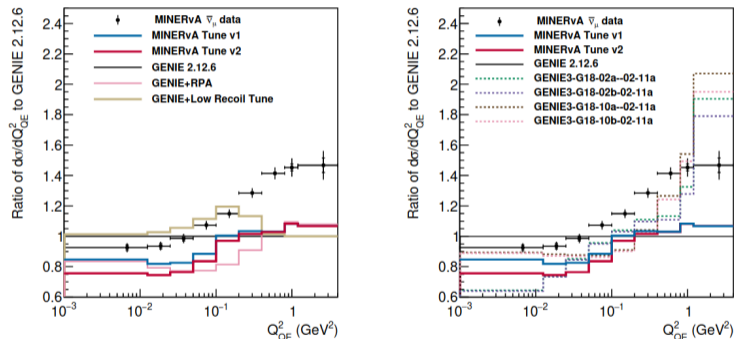 Ratio of dσ/dQ²_QE to GENIE 2.12.6
2.4
2.2
2
1.8
1.6
1.4
1.2
1
0.8
0.6
MINERvA ν̄_μ data
MINERvA Tune v1
MINERvA Tune v2
GENIE 2.12.6
GENIE+RPA
GENIE+Low Recoil Tune
10⁻³ 10⁻² 10⁻¹ 1
Q²_QE (GeV²)
Ratio of dσ/dQ²_QE to GENIE 2.12.6
2.4
2.2
2
1.8
1.6
1.4
1.2
1
0.8
0.6
MINERvA ν̄_μ data
MINERvA Tune v1
MINERvA Tune v2
GENIE 2.12.6
GENIE3-G18-02a--02-11a
GENIE3-G18-02b-02-11a
GENIE3-G18-10a--02-11a
GENIE3-G18-10b-02-11a
10⁻³ 10⁻² 10⁻¹ 1
Q²_QE (GeV²)